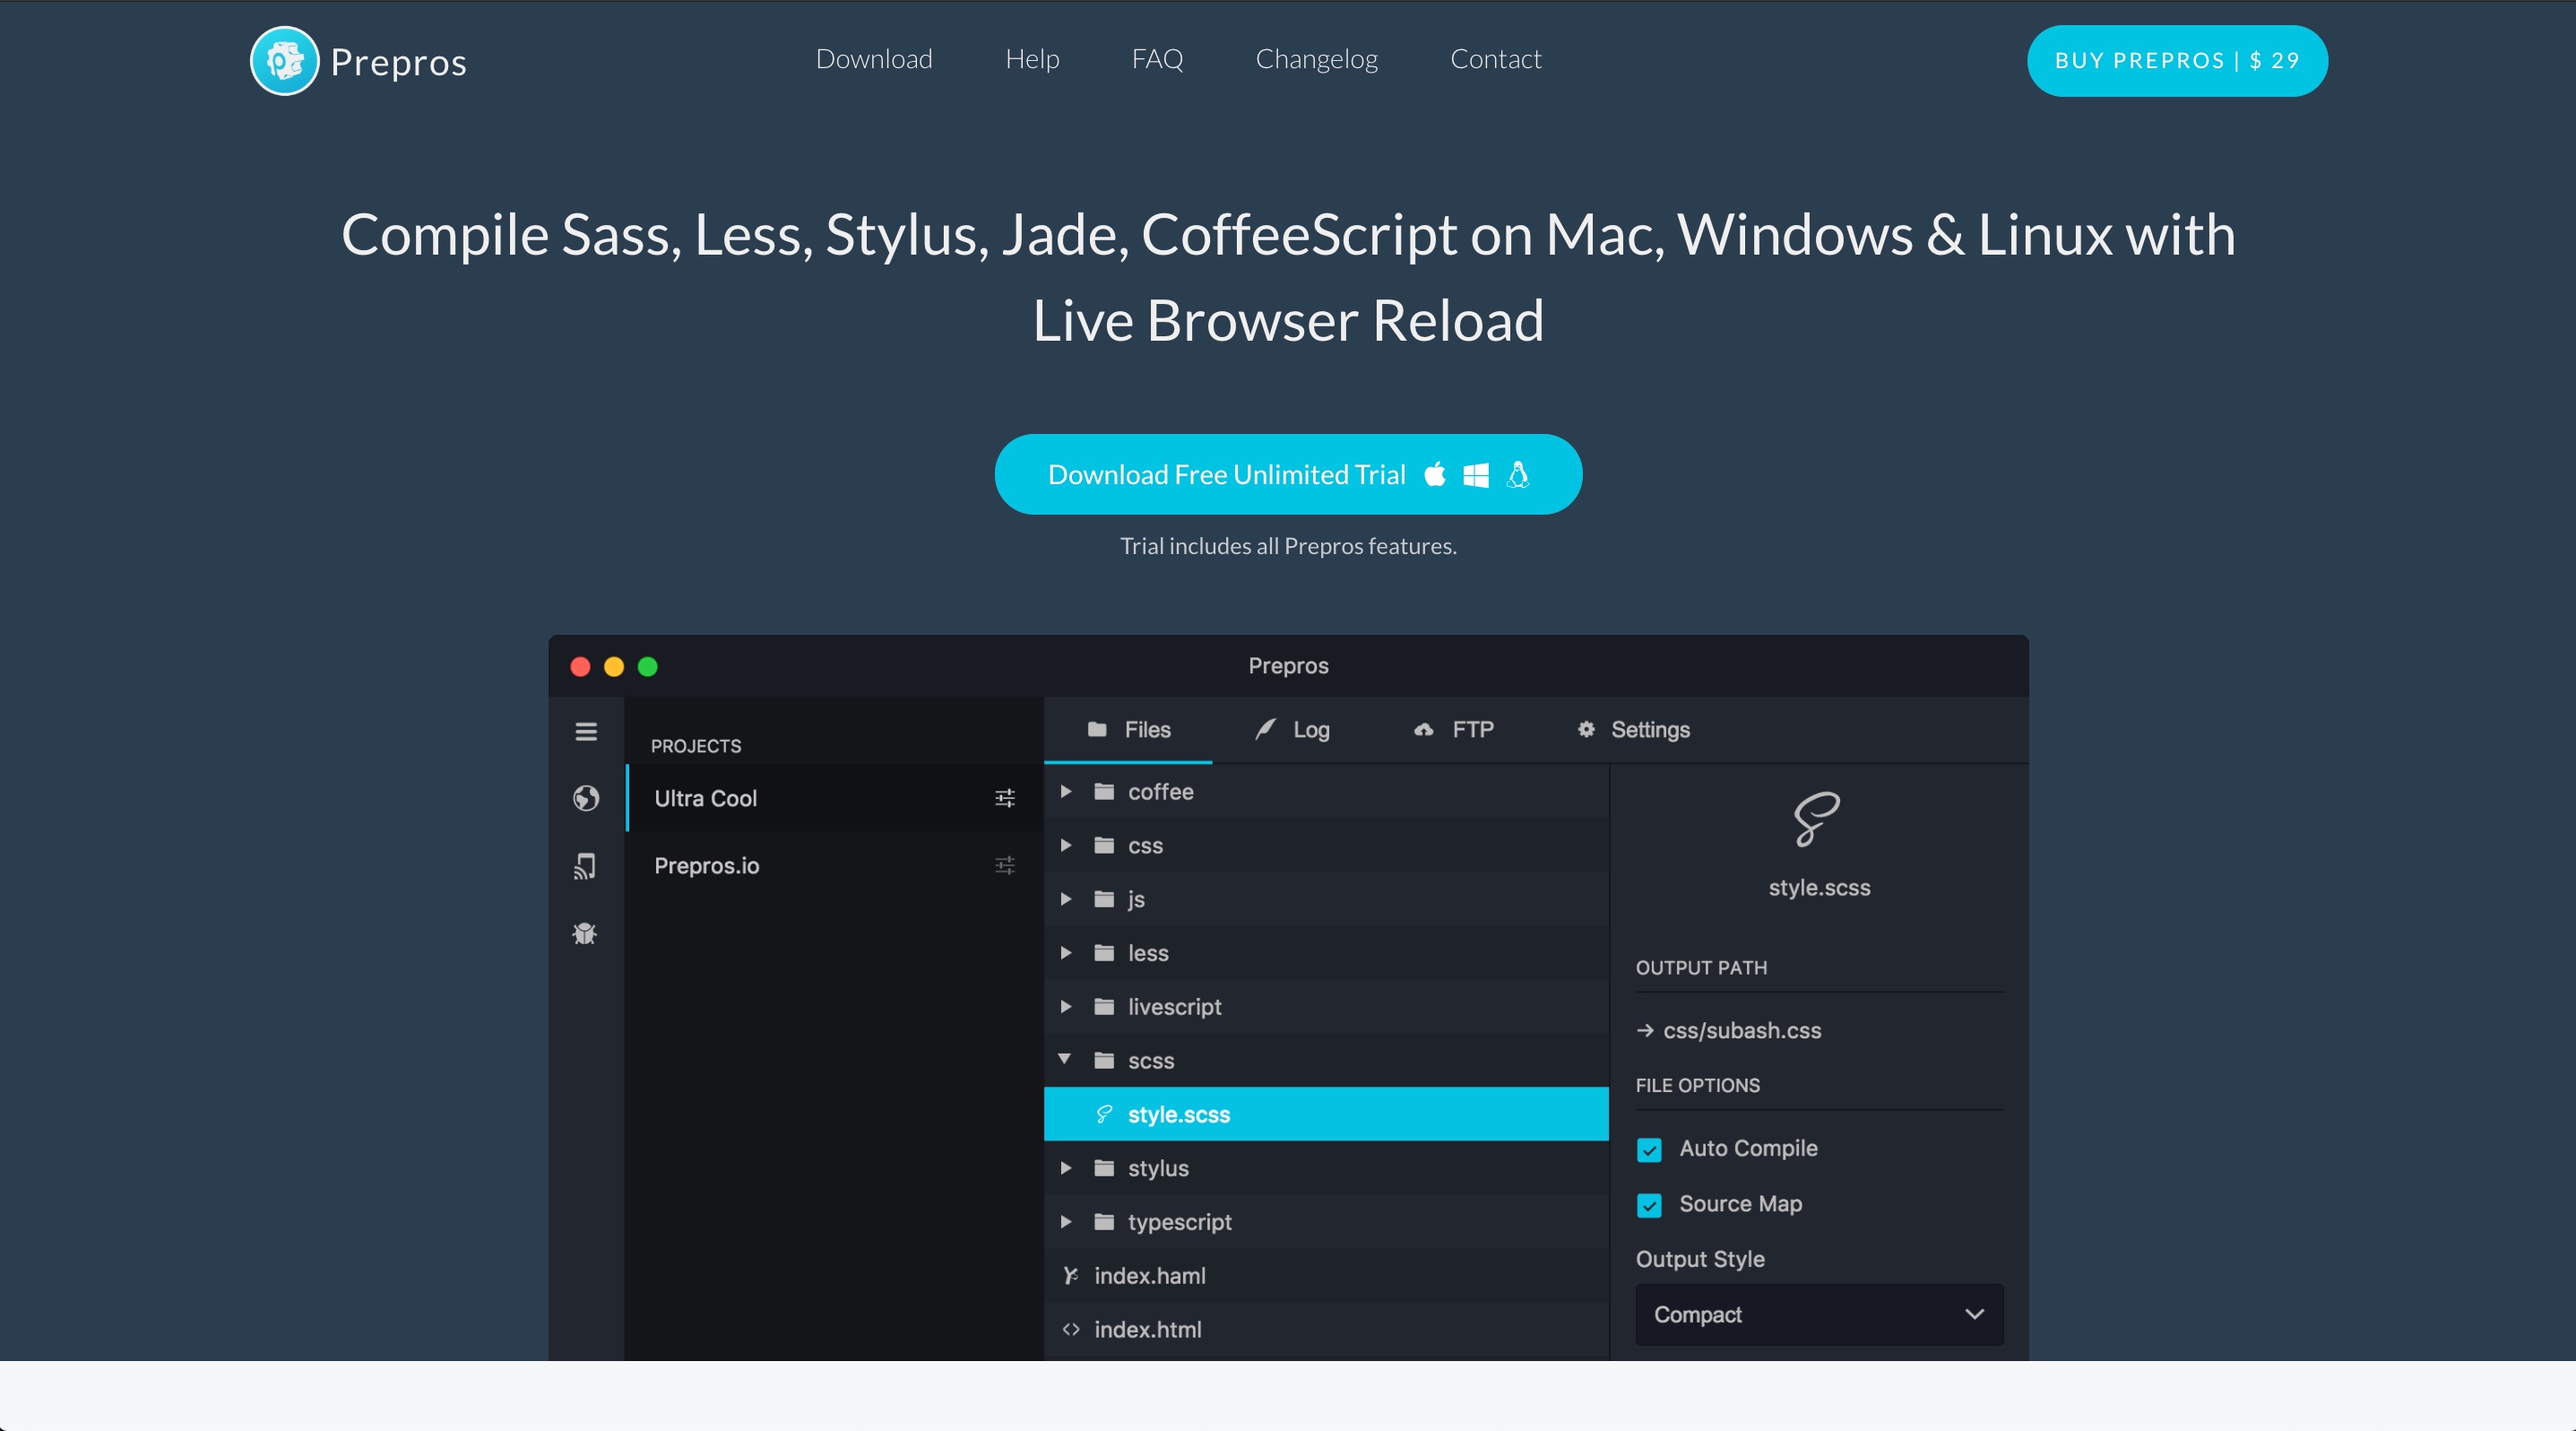 Prepros
Download
Help
FAQ
Changelog
Contact
BUY PREPROS | $ 29
Compile Sass, Less, Stylus, Jade, CoffeeScript on Mac, Windows & Linux with
Live Browser Reload
Download Free Unlimited Trial
Trial includes all Prepros features.
Prepros
PROJECTS
Ultra Cool
Prepros.io
Files
Log
FTP
Settings
coffee
css
js
less
livescript
scss
style.scss
stylus
typescript
index.haml
index.html
style.scss
OUTPUT PATH
→ css/subash.css
FILE OPTIONS
Auto Compile
Source Map
Output Style
Compact